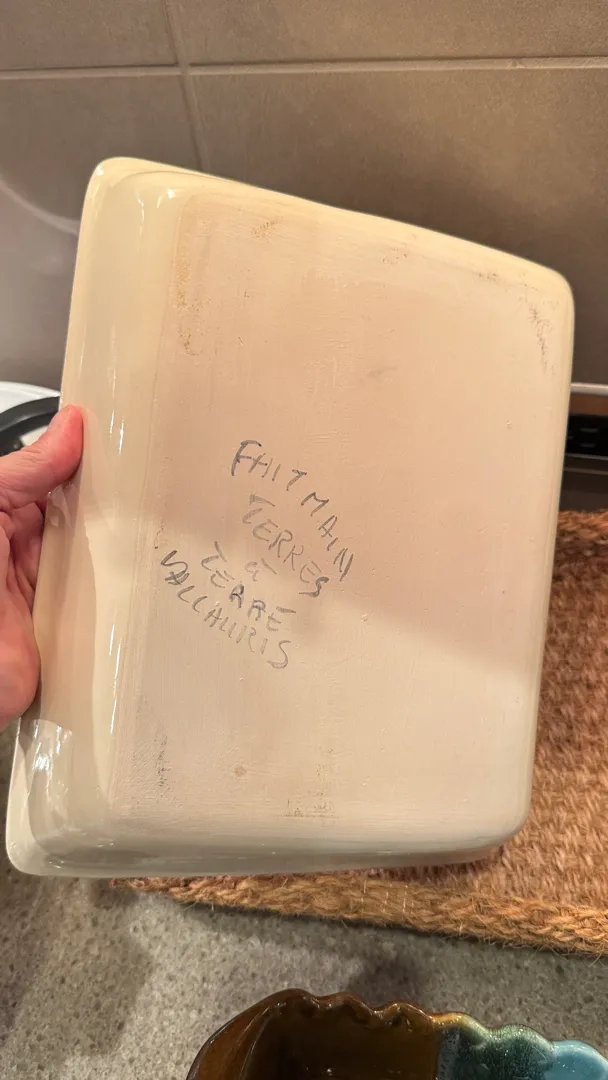 FAIT MAIN
TERRES
à
TERRE
VALLAURIS